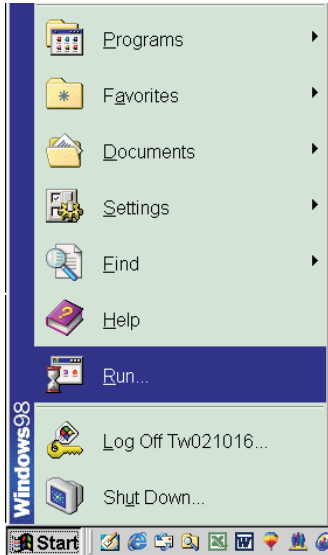 Programs
Favorites
Documents
Settings
Find
Help
Run...
Log Off Tw021016...
Shut Down...
Windows98
Start